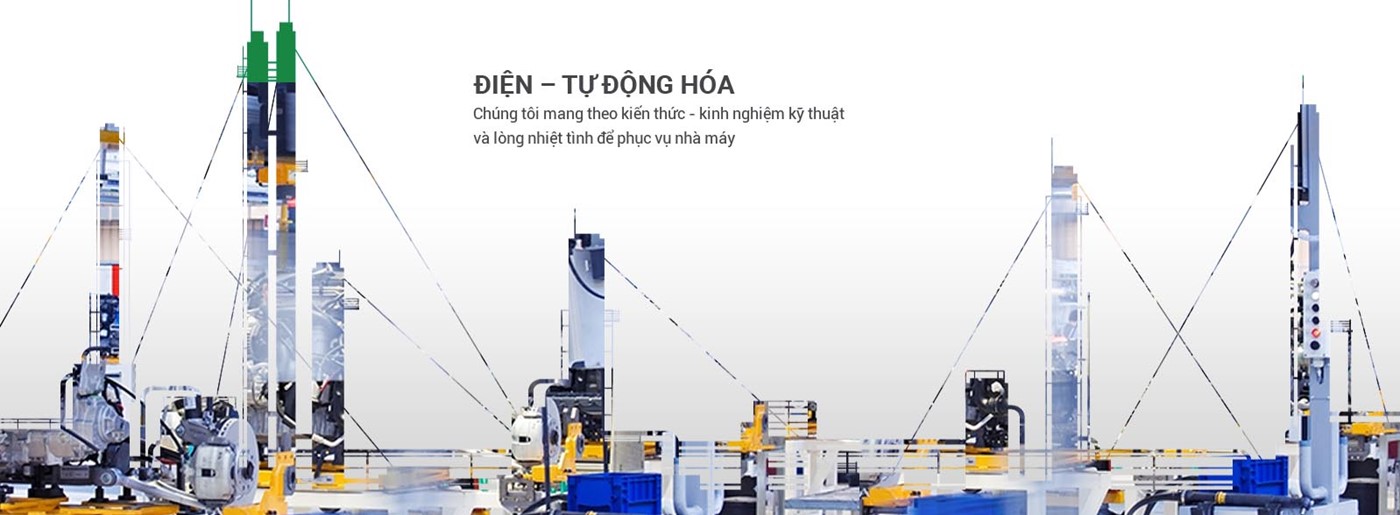 ĐIỆN – TỰ ĐỘNG HÓA
Chúng tôi mang theo kiến thức - kinh nghiệm kỹ thuật
và lòng nhiệt tình để phục vụ nhà máy